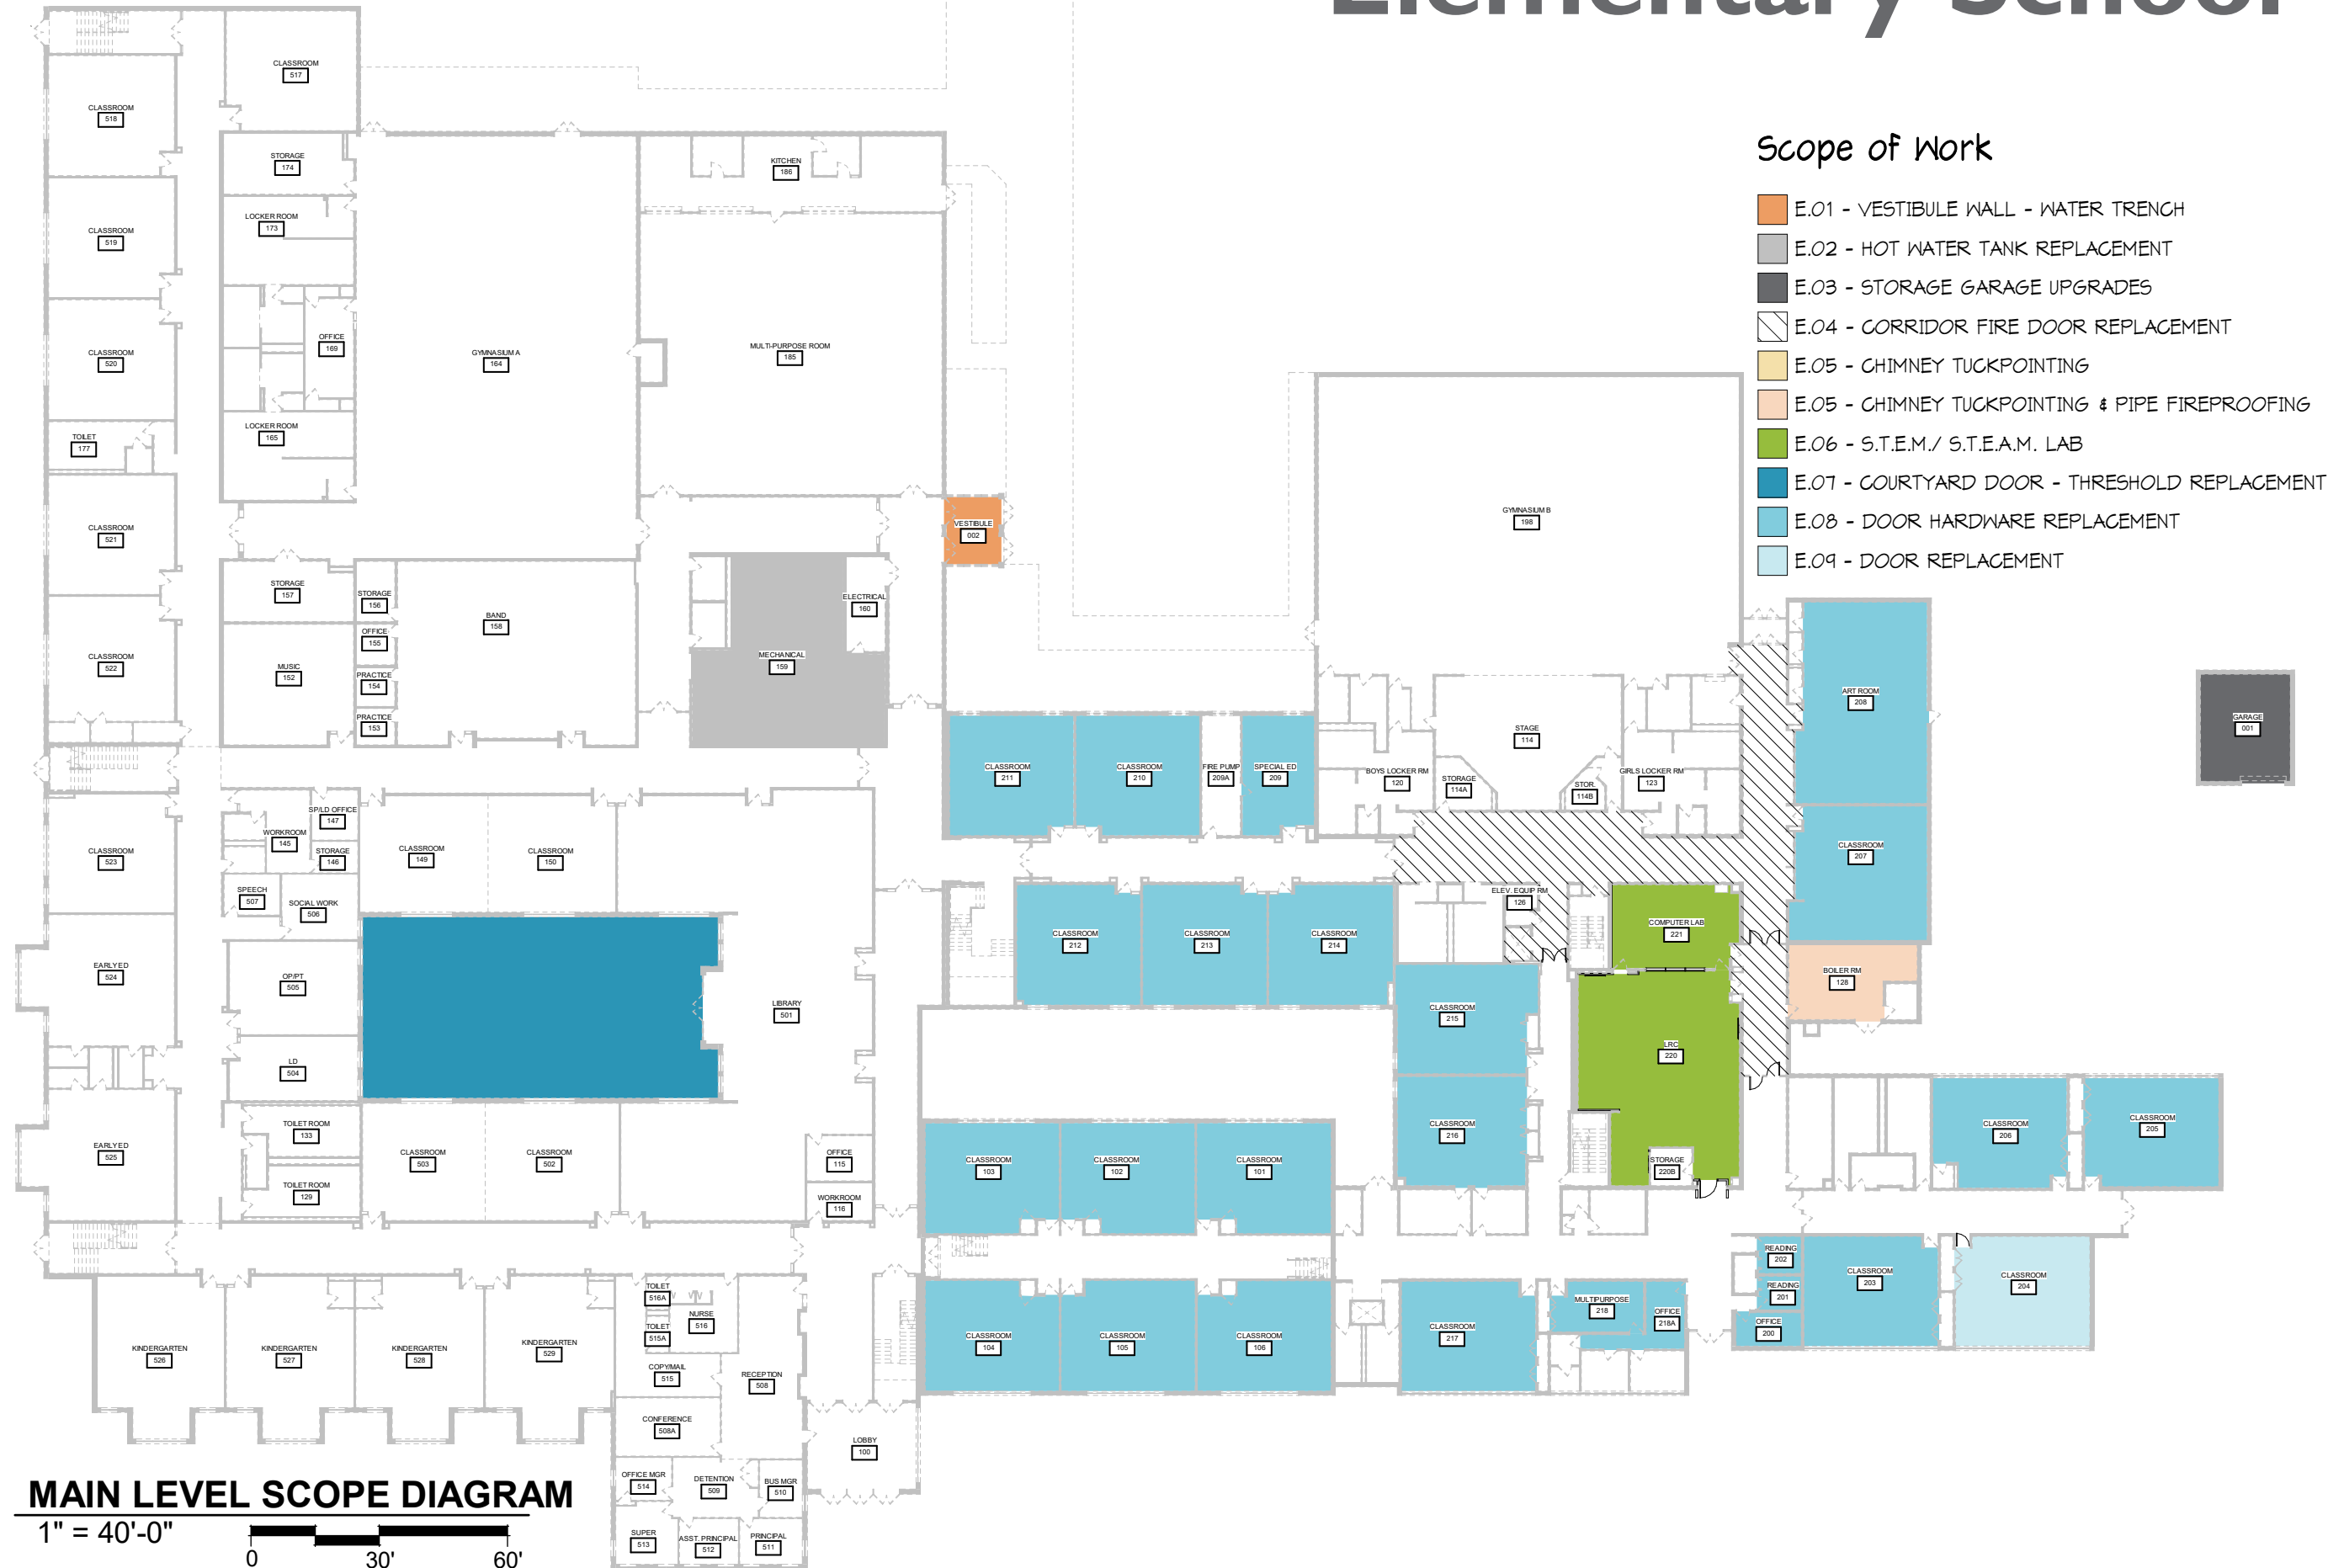 Elementary School
Scope of Work
E.01 - VESTIBULE WALL - WATER TRENCH
E.02 - HOT WATER TANK REPLACEMENT
E.03 - STORAGE GARAGE UPGRADES
E.04 - CORRIDOR FIRE DOOR REPLACEMENT
E.05 - CHIMNEY TUCKPOINTING
E.05 - CHIMNEY TUCKPOINTING & PIPE FIREPROOFING
E.06 - S.T.E.M./ S.T.E.A.M. LAB
E.07 - COURTYARD DOOR - THRESHOLD REPLACEMENT
E.08 - DOOR HARDWARE REPLACEMENT
E.09 - DOOR REPLACEMENT
CLASSROOM
517
CLASSROOM
518
STORAGE
174
KITCHEN
186
LOCKER ROOM
173
CLASSROOM
519
OFFICE
169
GYMNASIUM A
164
MULTI-PURPOSE ROOM
185
CLASSROOM
520
LOCKER ROOM
165
TOILET
177
CLASSROOM
521
VESTIBULE
002
GYMNASIUM B
198
STORAGE
157
STORAGE
156
BAND
158
ELECTRICAL
160
OFFICE
155
CLASSROOM
522
MUSIC
152
PRACTICE
154
PRACTICE
153
MECHANICAL
159
ART ROOM
208
GARAGE
001
STAGE
114
CLASSROOM
211
CLASSROOM
210
FIRE PUMP
209A
SPECIAL ED
209
BOYS LOCKER RM
120
STORAGE
114A
STOR.
114B
GIRLS LOCKER RM
123
SP/LD OFFICE
147
WORKROOM
145
STORAGE
146
CLASSROOM
523
CLASSROOM
149
CLASSROOM
150
CLASSROOM
207
SPEECH
507
SOCIAL WORK
506
ELEV. EQUIP RM
126
COMPUTER LAB
221
CLASSROOM
212
CLASSROOM
213
CLASSROOM
214
EARLY ED
524
OP/PT
505
BOILER RM
128
LIBRARY
501
CLASSROOM
215
LRC
220
LD
504
TOILET ROOM
133
CLASSROOM
216
CLASSROOM
206
CLASSROOM
205
EARLY ED
525
CLASSROOM
503
CLASSROOM
502
OFFICE
115
CLASSROOM
103
CLASSROOM
102
CLASSROOM
101
STORAGE
220B
TOILET ROOM
129
WORKROOM
116
READING
202
READING
201
OFFICE
200
CLASSROOM
203
CLASSROOM
204
TOILET
516A
NURSE
516
TOILET
515A
MULTIPURPOSE
218
OFFICE
218A
KINDERGARTEN
526
KINDERGARTEN
527
KINDERGARTEN
528
KINDERGARTEN
529
CLASSROOM
104
CLASSROOM
105
CLASSROOM
106
CLASSROOM
217
COPY/MAIL
515
RECEPTION
508
CONFERENCE
508A
LOBBY
100
OFFICE MGR
514
DETENTION
509
BUS MGR
510
SUPER
513
ASST. PRINCIPAL
512
PRINCIPAL
511
MAIN LEVEL SCOPE DIAGRAM
1" = 40'-0"
0 30' 60'